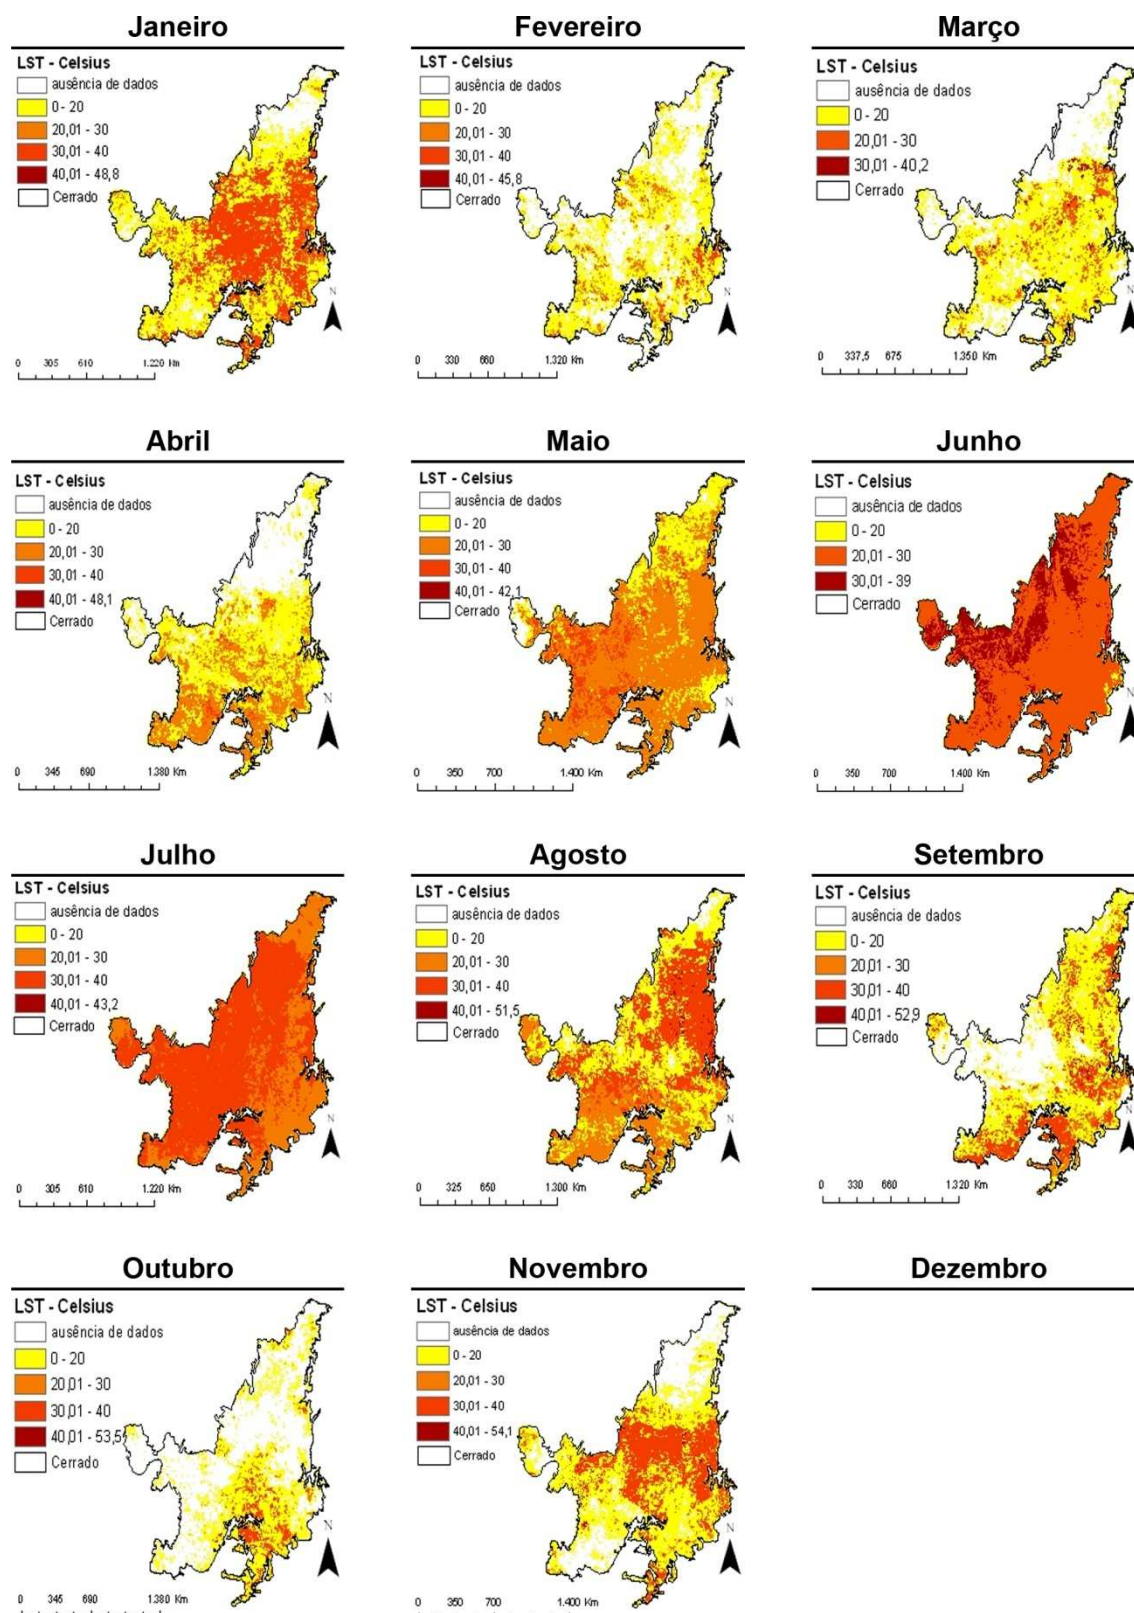 Janeiro
LST - Celsius
ausência de dados
0 - 20
20,01 - 30
30,01 - 40
40,01 - 48,8
Cerrado
N
0 305 610 1.220 Km
Fevereiro
LST - Celsius
ausência de dados
0 - 20
20,01 - 30
30,01 - 40
40,01 - 45,8
Cerrado
N
0 330 660 1.320 Km
Março
LST - Celsius
ausência de dados
0 - 20
20,01 - 30
30,01 - 40,2
Cerrado
N
0 337,5 675 1.350 Km
Abril
LST - Celsius
ausência de dados
0 - 20
20,01 - 30
30,01 - 40
40,01 - 48,1
Cerrado
N
0 345 690 1.380 Km
Maio
LST - Celsius
ausência de dados
0 - 20
20,01 - 30
30,01 - 40
40,01 - 42,1
Cerrado
N
0 350 700 1.400 Km
Junho
LST - Celsius
ausência de dados
0 - 20
20,01 - 30
30,01 - 39
Cerrado
N
0 350 700 1.400 Km
Julho
LST - Celsius
ausência de dados
0 - 20
20,01 - 30
30,01 - 40
40,01 - 43,2
Cerrado
N
0 305 610 1.220 Km
Agosto
LST - Celsius
ausência de dados
0 - 20
20,01 - 30
30,01 - 40
40,01 - 51,5
Cerrado
N
0 325 650 1.300 Km
Setembro
LST - Celsius
ausência de dados
0 - 20
20,01 - 30
30,01 - 40
40,01 - 52,9
Cerrado
N
0 330 660 1.320 Km
Outubro
LST - Celsius
ausência de dados
0 - 20
20,01 - 30
30,01 - 40
40,01 - 53,5
Cerrado
N
0 345 690 1.380 Km
Novembro
LST - Celsius
ausência de dados
0 - 20
20,01 - 30
30,01 - 40
40,01 - 54,1
Cerrado
N
0 350 700 1.400 Km
Dezembro